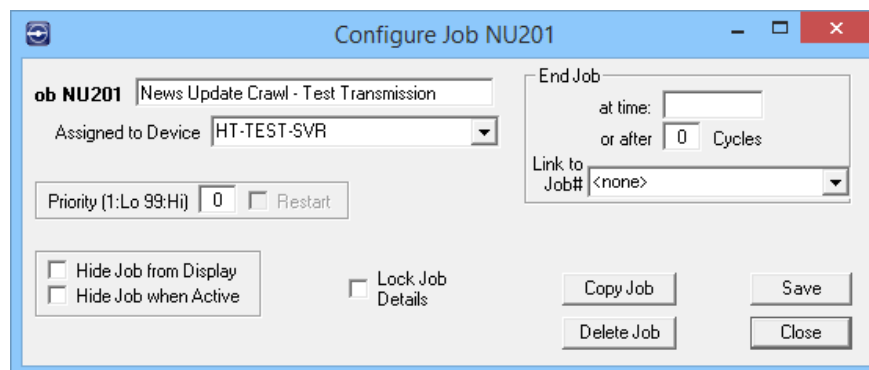 Configure Job NU201
ob NU201 News Update Crawl - Test Transmission
Assigned to Device HT-TEST-SVR
Priority (1:Lo 99:Hi) 0 Restart
Hide Job from Display
Hide Job when Active
Lock Job
Details
End Job
at time:
or after 0 Cycles
Link to
Job# <none>
Copy Job Save
Delete Job Close